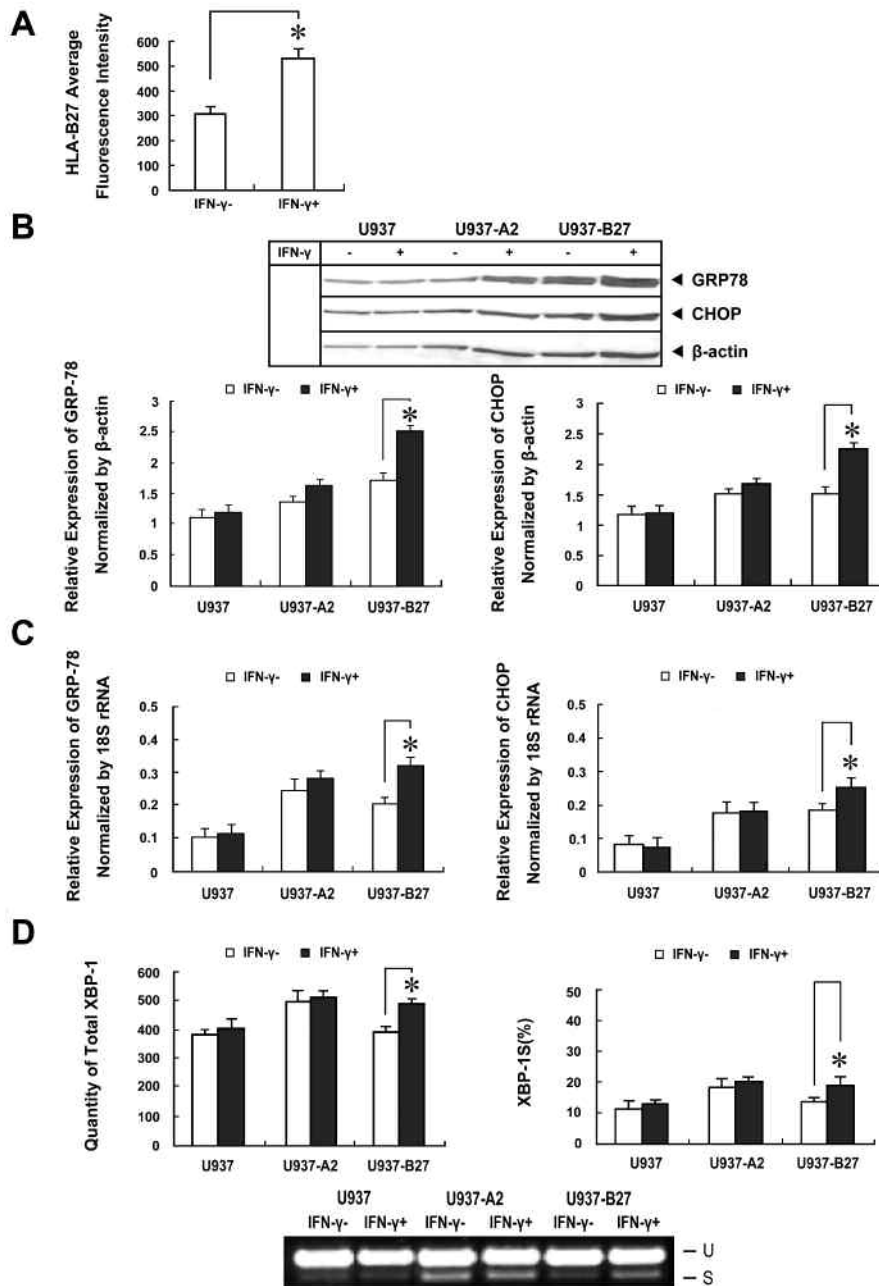 A
HLA-B27 Average
Fluorescence Intensity
600
500
400
300
200
100
0
*
IFN-γ-
IFN-γ+
B
U937
U937-A2
U937-B27
IFN-γ
- + - + - +
GRP78
CHOP
β-actin
Relative Expression of GRP-78
Normalized by β-actin
IFN-γ- IFN-γ+
3
2.5
2
1.5
1
0.5
0
*
U937 U937-A2 U937-B27
Relative Expression of CHOP
Normalized by β-actin
IFN-γ- IFN-γ+
3
2.5
2
1.5
1
0.5
0
*
U937 U937-A2 U937-B27
C
Relative Expression of GRP-78
Normalized by 18S rRNA
IFN-γ- IFN-γ+
0.5
0.4
0.3
0.2
0.1
0
*
U937 U937-A2 U937-B27
Relative Expression of CHOP
Normalized by 18S rRNA
IFN-γ- IFN-γ+
0.5
0.4
0.3
0.2
0.1
0
*
U937 U937-A2 U937-B27
D
Quantity of Total XBP-1
IFN-γ- IFN-γ+
600
500
400
300
200
100
0
*
U937 U937-A2 U937-B27
XBP-1S(%)
IFN-γ- IFN-γ+
50
40
30
20
10
0
*
U937 U937-A2 U937-B27
U937 U937-A2 U937-B27
IFN-γ- IFN-γ+ IFN-γ- IFN-γ+ IFN-γ- IFN-γ+
– U
– S